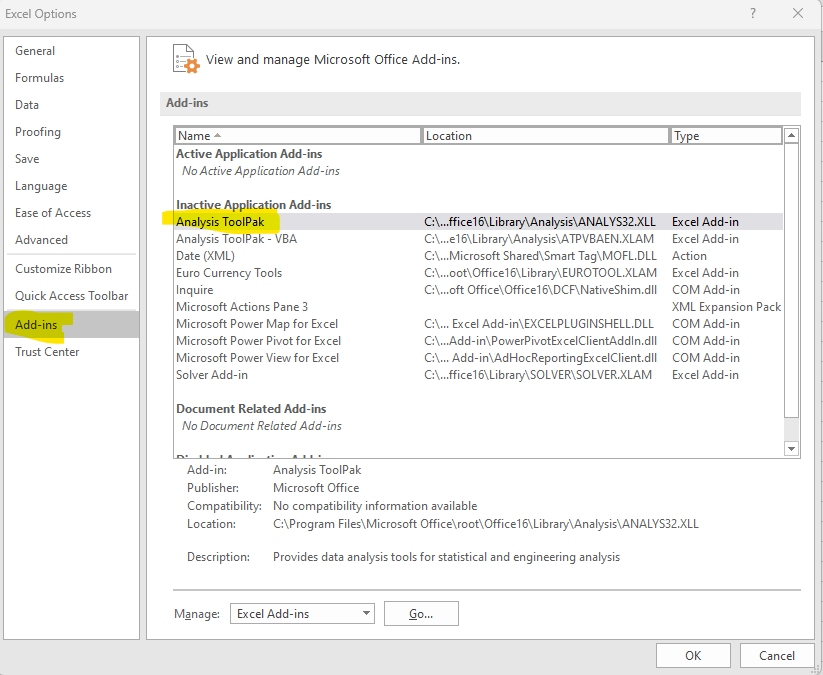 Excel Options
?
General
Formulas
Data
Proofing
Save
Language
Ease of Access
Advanced
Customize Ribbon
Quick Access Toolbar
Add-ins
Trust Center
View and manage Microsoft Office Add-ins.
Add-ins
Name Location Type
Active Application Add-ins
No Active Application Add-ins
Inactive Application Add-ins
Analysis ToolPak C:\...ffice16\Library\Analysis\ANALYS32.XLL Excel Add-in
Analysis ToolPak - VBA C:\...e16\Library\Analysis\ATPVBAEN.XLAM Excel Add-in
Date (XML) C:\...Microsoft Shared\Smart Tag\MOFL.DLL Action
Euro Currency Tools C:\...oot\Office16\Library\EUROTOOL.XLAM Excel Add-in
Inquire C:\...oft Office\Office16\DCF\NativeShim.dll COM Add-in
Microsoft Actions Pane 3 XML Expansion Pack
Microsoft Power Map for Excel C:\... Excel Add-in\EXCELPLUGINSHELL.DLL COM Add-in
Microsoft Power Pivot for Excel C:\...Add-in\PowerPivotExcelClientAddIn.dll COM Add-in
Microsoft Power View for Excel C:\... Add-in\AdHocReportingExcelClient.dll COM Add-in
Solver Add-in C:\...ffice16\Library\SOLVER\SOLVER.XLAM Excel Add-in
Document Related Add-ins
No Document Related Add-ins
Disabled Application Add-ins
Add-in: Analysis ToolPak
Publisher: Microsoft Office
Compatibility: No compatibility information available
Location: C:\Program Files\Microsoft Office\root\Office16\Library\Analysis\ANALYS32.XLL
Description: Provides data analysis tools for statistical and engineering analysis
Manage: Excel Add-ins Go...
OK Cancel